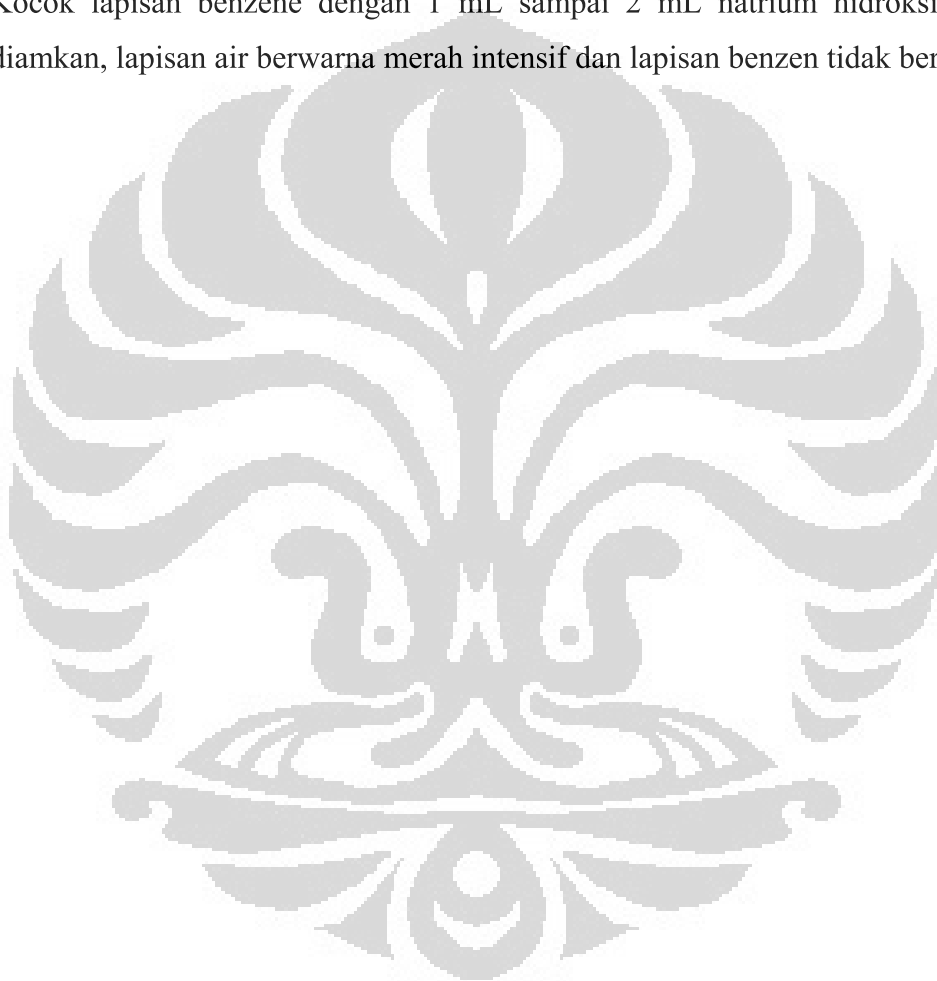 Kocok lapisan benzene dengan 1 mL sampai 2 mL natrium hidroksi
diamkan, lapisan air berwarna merah intensif dan lapisan benzen tidak ber